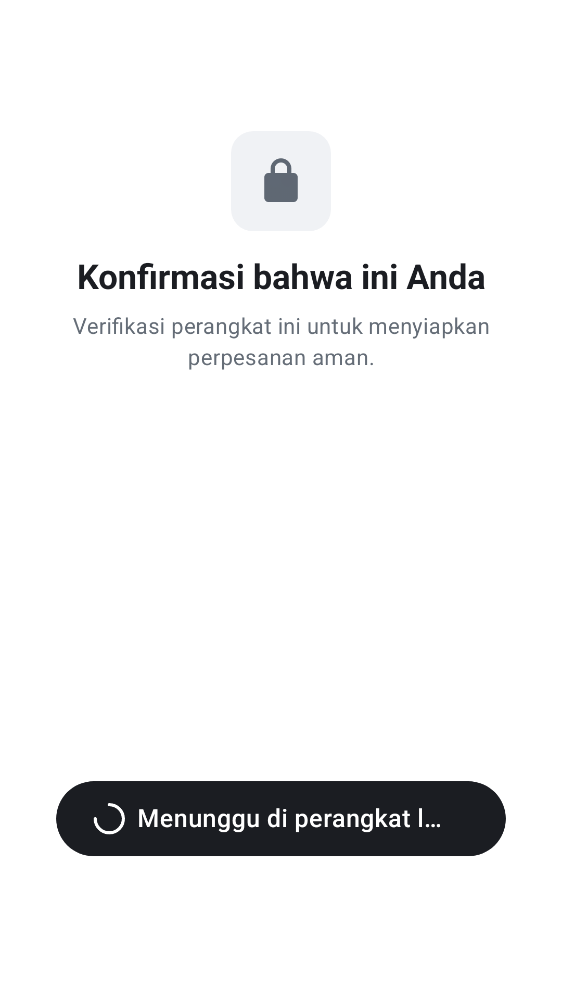 Konfirmasi bahwa ini Anda
Verifikasi perangkat ini untuk menyiapkan
perpesanan aman.
Menunggu di perangkat l...